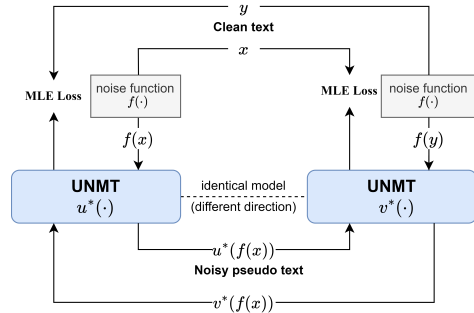 y
Clean text
x
MLE Loss
noise function
f(·)
MLE Loss
noise function
f(·)
f(x)
f(y)
UNMT
u*(·)
identical model
(different direction)
UNMT
v*(·)
u*(f(x))
Noisy pseudo text
v*(f(x))